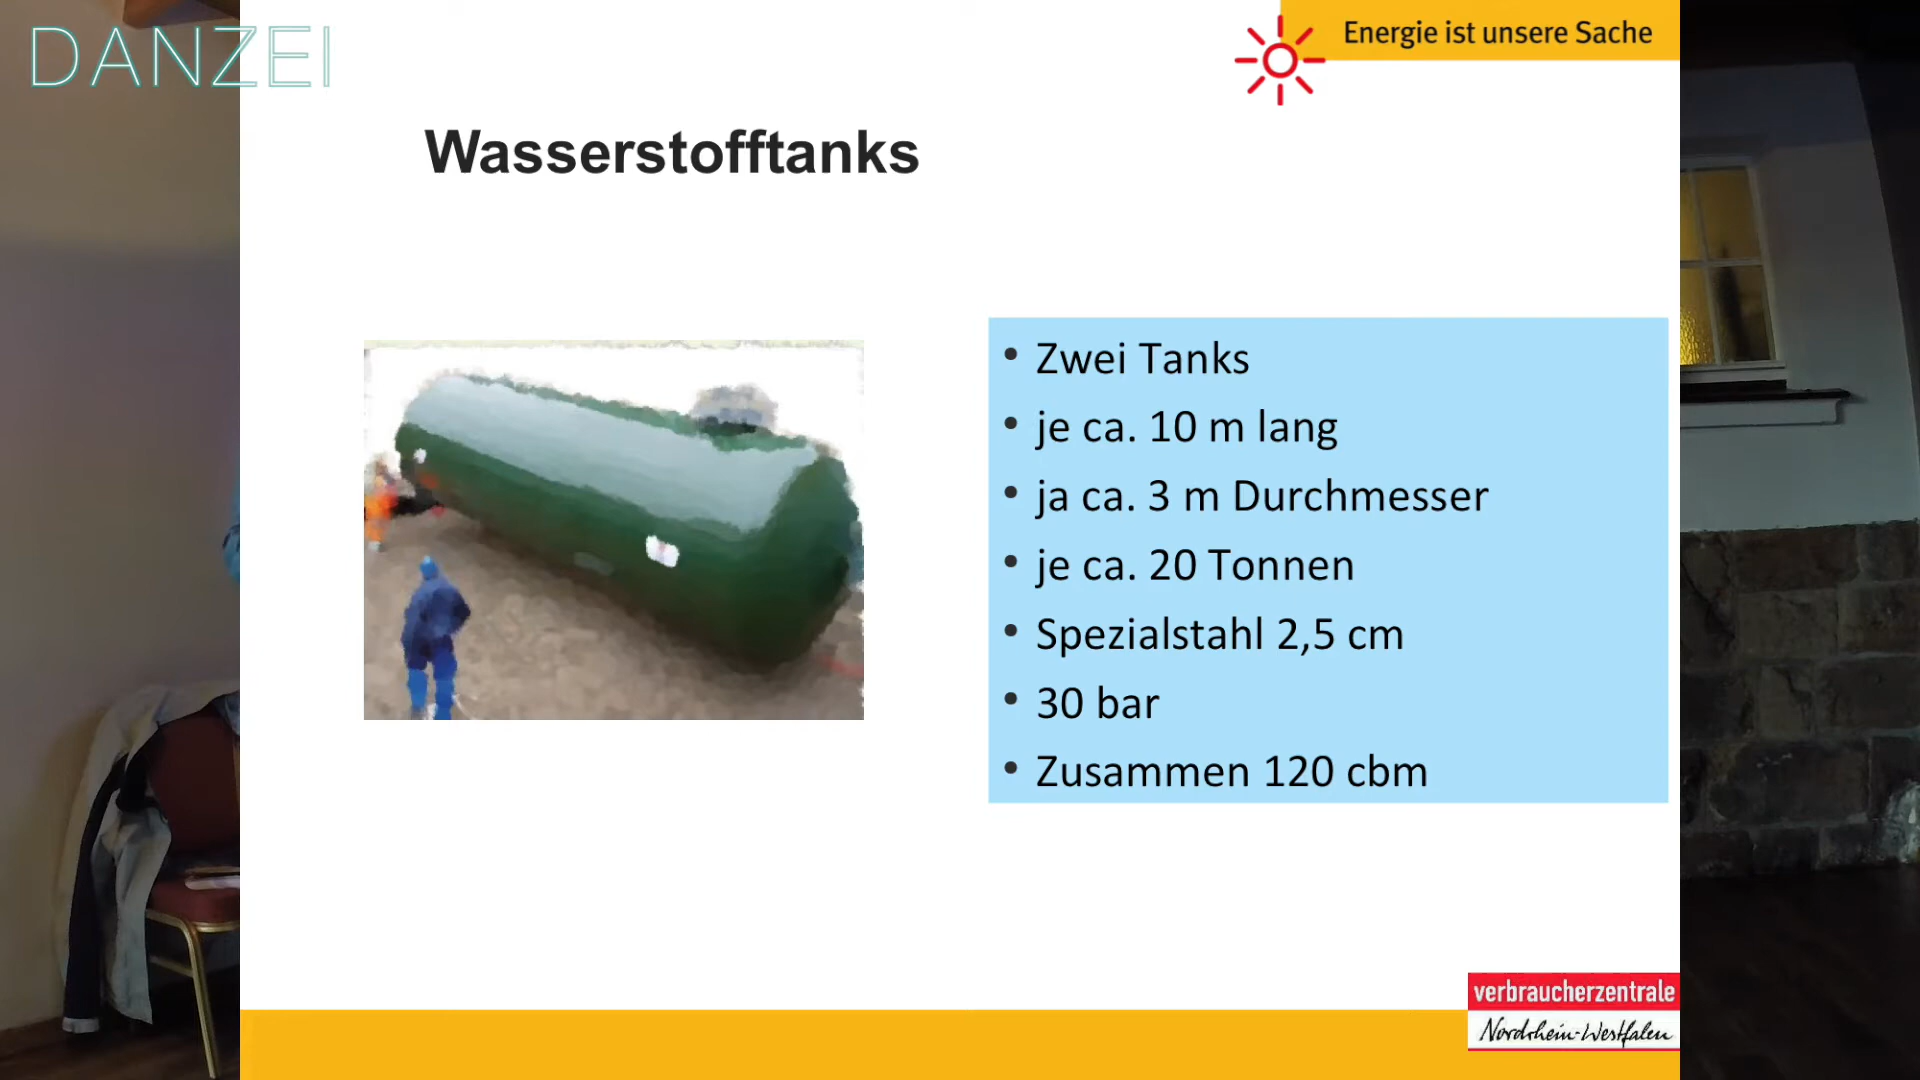 DANZEI
Energie ist unsere Sache
Wasserstofftanks
• Zwei Tanks
• je ca. 10 m lang
• ja ca. 3 m Durchmesser
• je ca. 20 Tonnen
• Spezialstahl 2,5 cm
• 30 bar
• Zusammen 120 cbm
verbraucherzentrale
Nordrhein-Westfalen